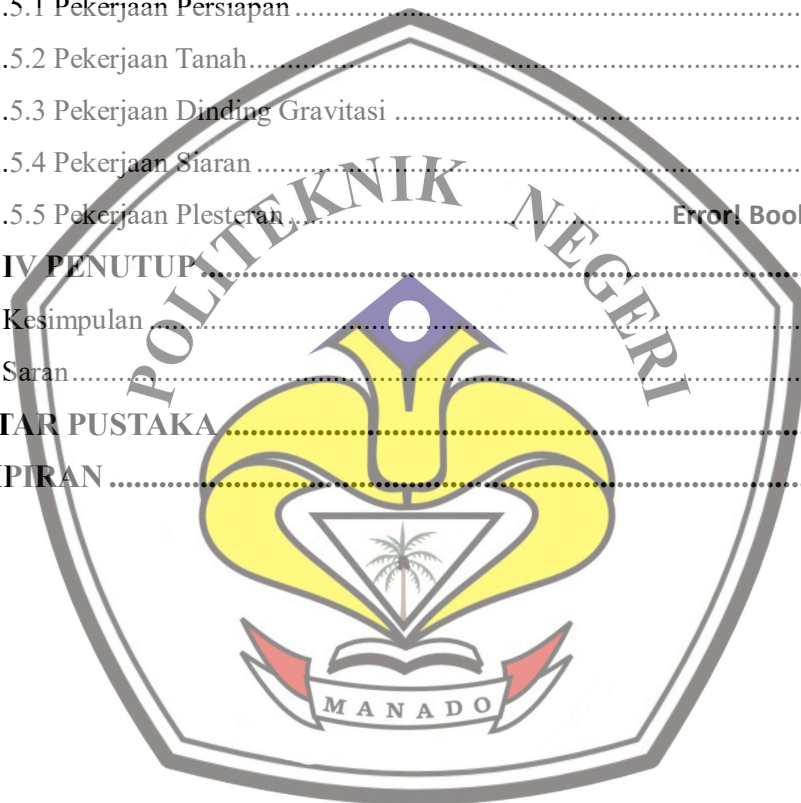 .5.1 Pekerjaan Persiapan ....................
.5.2 Pekerjaan Tanah ....................
.5.3 Pekerjaan Dinding Gravitasi ....................
.5.4 Pekerjaan Siaran ....................
.5.5 Pekerjaan Plesteran .................... Error! Boo
IV PENUTUP ....................
Kesimpulan ....................
Saran ....................
TAR PUSTAKA ....................
PIRAN ....................
POLITEKNIK NEGERI
MANADO